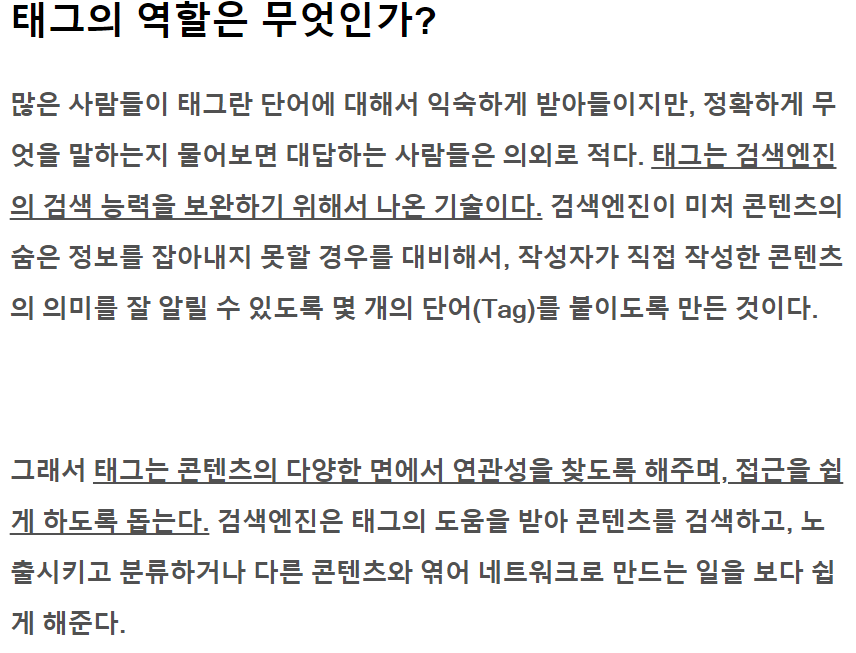 태그의 역할은 무엇인가?
많은 사람들이 태그란 단어에 대해서 익숙하게 받아들이지만, 정확하게 무
엇을 말하는지 물어보면 대답하는 사람들은 의외로 적다. 태그는 검색엔진
의 검색 능력을 보완하기 위해서 나온 기술이다. 검색엔진이 미처 콘텐츠의
숨은 정보를 잡아내지 못할 경우를 대비해서, 작성자가 직접 작성한 콘텐츠
의 의미를 잘 알릴 수 있도록 몇 개의 단어(Tag)를 붙이도록 만든 것이다.
그래서 태그는 콘텐츠의 다양한 면에서 연관성을 찾도록 해주며, 접근을 쉽
게 하도록 돕는다. 검색엔진은 태그의 도움을 받아 콘텐츠를 검색하고, 노
출시키고 분류하거나 다른 콘텐츠와 엮어 네트워크로 만드는 일을 보다 쉽
게 해준다.